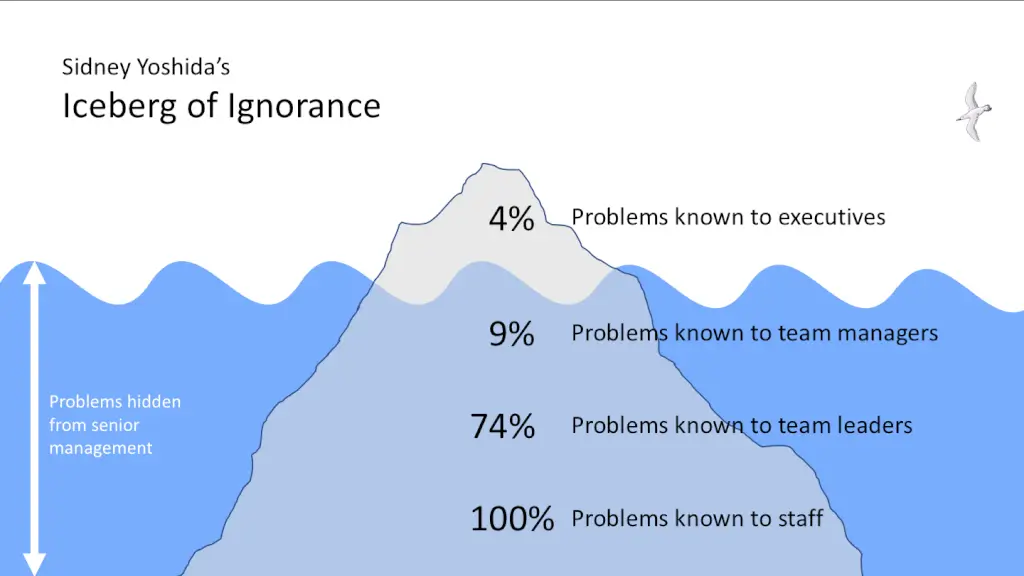 Sidney Yoshida’s
Iceberg of Ignorance
4% Problems known to executives
9% Problems known to team managers
74% Problems known to team leaders
100% Problems known to staff
Problems hidden
from senior
management